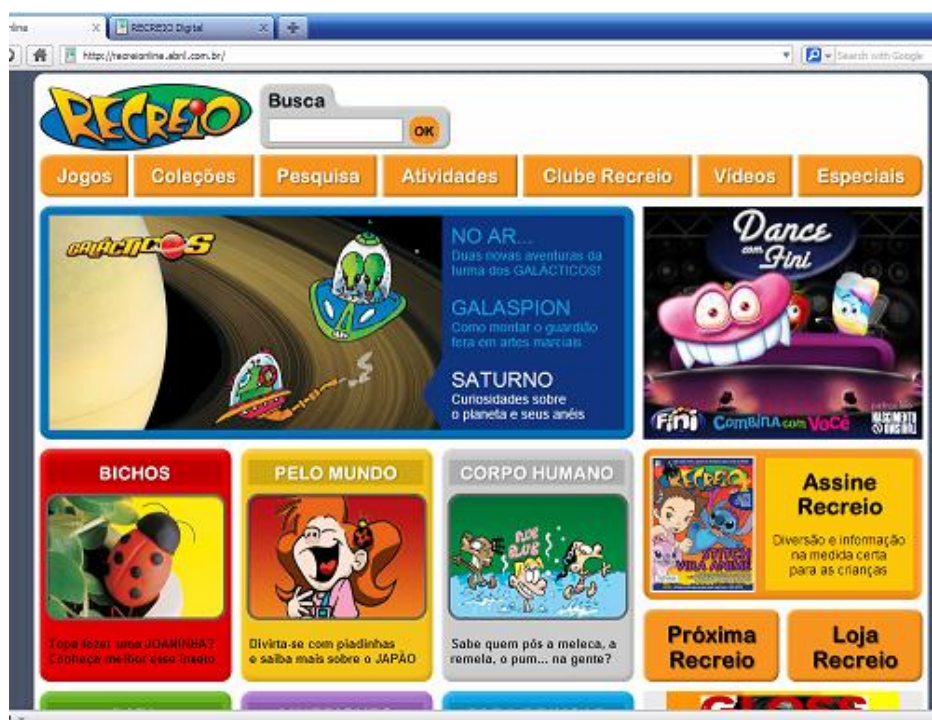 RECREIO Digital
http://recreionline.abril.com.br/
Search with Google
RECREIO
Busca
OK
Jogos
Coleções
Pesquisa
Atividades
Clube Recreio
Vídeos
Especiais
GALÁCTICOS
NO AR...
Duas novas aventuras da
turma dos GALÁCTICOS!
GALASPION
Como montar o guardião
fera em artes marciais
SATURNO
Curiosidades sobre
o planeta e seus anéis
Dance
com
Fini
Fini COMBINA COM VOCÊ
BICHOS
Topa fazer uma JOANINHA?
Conheça melhor esse inseto
PELO MUNDO
Divirta-se com piadinhas
e saiba mais sobre o JAPÃO
CORPO HUMANO
Sabe quem pôs a meleca, a
remela, o pum... na gente?
RECREIO
STITCH
VIRA ANIME
Assine
Recreio
Diversão e informação
na medida certa
para as crianças
Próxima
Recreio
Loja
Recreio